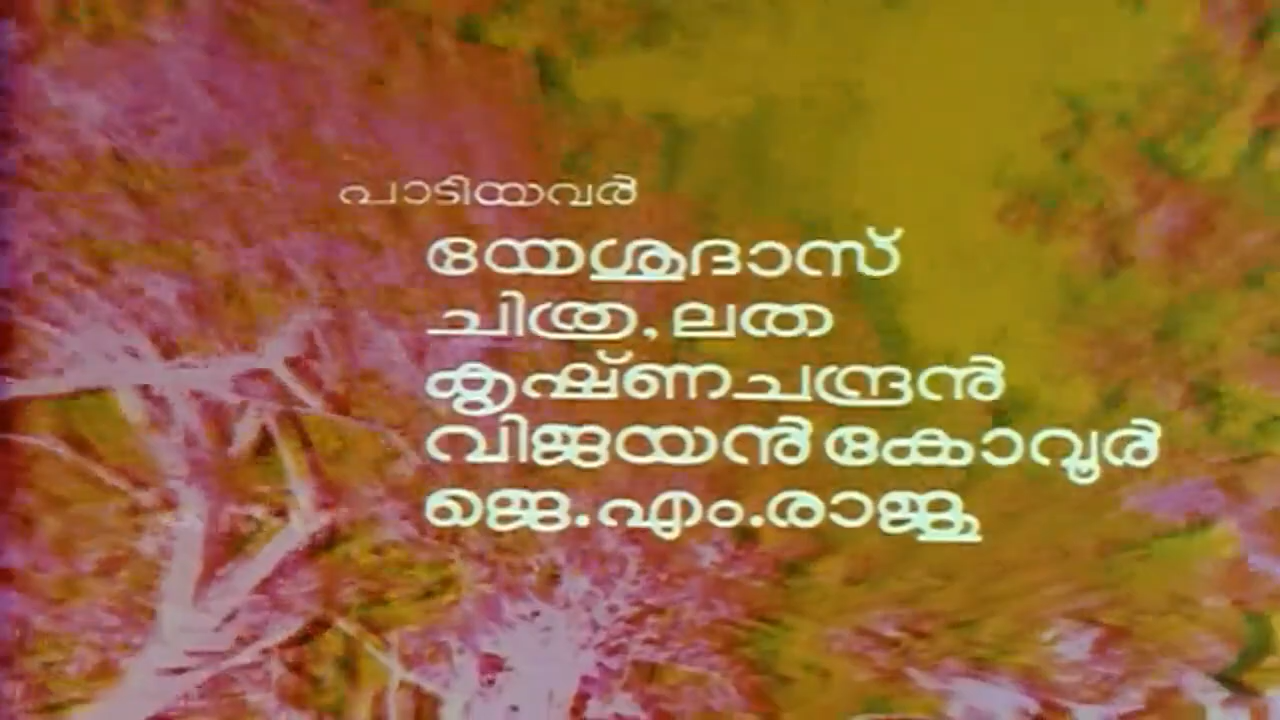 പാടിയവർ
യേശുദാസ്
ചിത്ര, ലത
കൃഷ്ണചന്ദ്രൻ
വിജയൻ കോവൂർ
ജെ.എം.രാജു